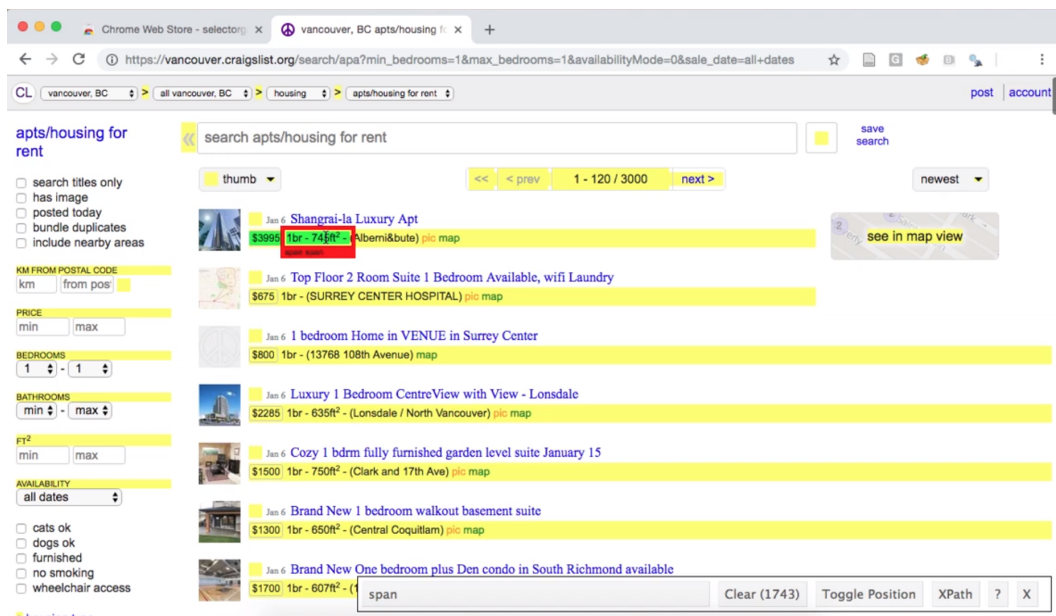 Chrome Web Store - selectorg
vancouver, BC apts/housing fo
https://vancouver.craigslist.org/search/apa?min_bedrooms=1&max_bedrooms=1&availabilityMode=0&sale_date=all+dates
CL vancouver, BC > all vancouver, BC > housing > apts/housing for rent
post account
apts/housing for
rent
search apts/housing for rent
save
search
thumb
<< < prev 1 - 120 / 3000 next >
newest
search titles only
has image
posted today
bundle duplicates
include nearby areas
KM FROM POSTAL CODE
km from pos
PRICE
min max
BEDROOMS
1 - 1
BATHROOMS
min - max
FT²
min max
AVAILABILITY
all dates
cats ok
dogs ok
furnished
no smoking
wheelchair access
Jan 6 Shangrai-la Luxury Apt
$3995 1br - 745ft² - (Alberni&bute) pic map
span span
see in map view
Jan 6 Top Floor 2 Room Suite 1 Bedroom Available, wifi Laundry
$675 1br - (SURREY CENTER HOSPITAL) pic map
Jan 6 1 bedroom Home in VENUE in Surrey Center
$800 1br - (13768 108th Avenue) map
Jan 6 Luxury 1 Bedroom CentreView with View - Lonsdale
$2285 1br - 635ft² - (Lonsdale / North Vancouver) pic map
Jan 6 Cozy 1 bdrm fully furnished garden level suite January 15
$1500 1br - 750ft² - (Clark and 17th Ave) pic map
Jan 6 Brand New 1 bedroom walkout basement suite
$1300 1br - 650ft² - (Central Coquitlam) pic map
Jan 6 Brand New One bedroom plus Den condo in South Richmond available
$1700 1br - 607ft² - (1
span Clear (1743) Toggle Position XPath ? X